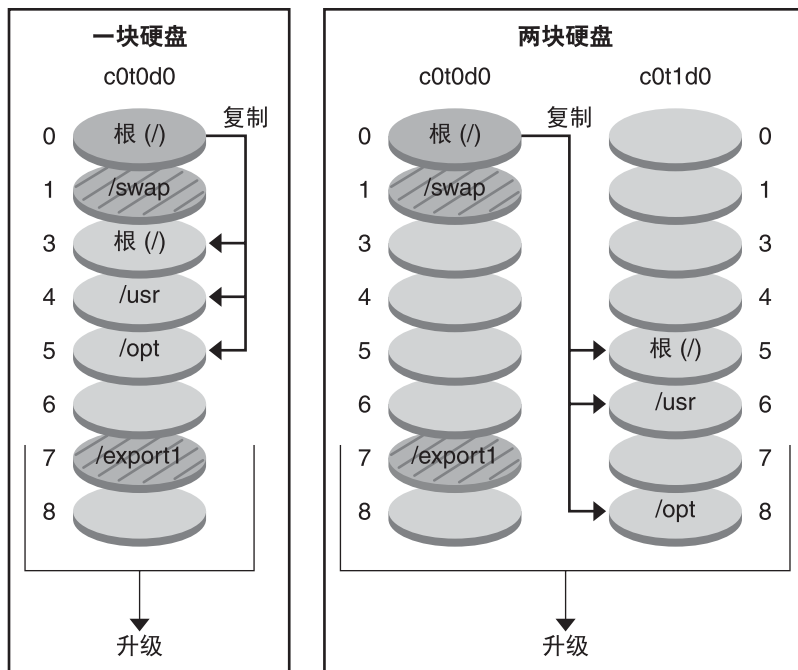 一块硬盘
c0t0d0
复制
0 根 (/)
1 /swap
3 根 (/)
4 /usr
5 /opt
6
7 /export1
8
升级
两块硬盘
c0t0d0 c0t1d0
复制
0 根 (/) 0
1 /swap 1
3 3
4 4
5 根 (/) 5
6 /usr 6
7 /export1 7
8 /opt 8
升级